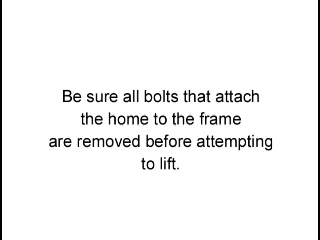 Be sure all bolts that attach
the home to the frame
are removed before attempting
to lift.